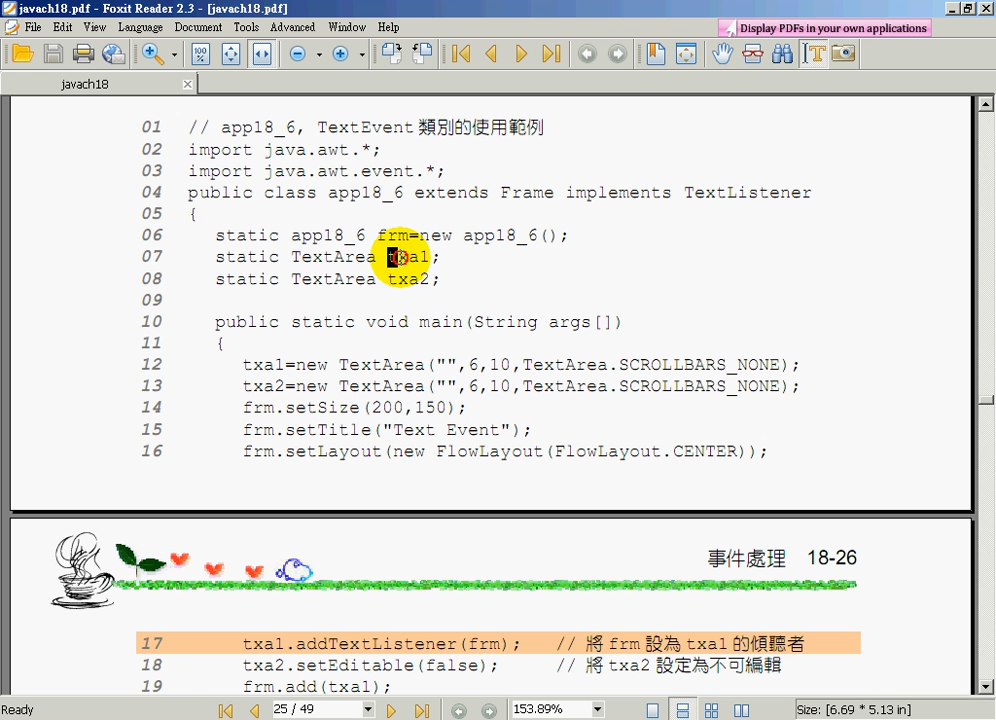 javach18.pdf - Foxit Reader 2.3 - [javach18.pdf]
File Edit View Language Document Tools Advanced Window Help
Display PDFs in your own applications
javach18
01 // app18_6, TextEvent 類別的使用範例
02 import java.awt.*;
03 import java.awt.event.*;
04 public class app18_6 extends Frame implements TextListener
05 {
06 static app18_6 frm=new app18_6();
07 static TextArea txa1;
08 static TextArea txa2;
09
10 public static void main(String args[])
11 {
12 txa1=new TextArea("",6,10,TextArea.SCROLLBARS_NONE);
13 txa2=new TextArea("",6,10,TextArea.SCROLLBARS_NONE);
14 frm.setSize(200,150);
15 frm.setTitle("Text Event");
16 frm.setLayout(new FlowLayout(FlowLayout.CENTER));
事件處理 18-26
17 txa1.addTextListener(frm); // 將 frm 設為 txa1 的傾聽者
18 txa2.setEditable(false); // 將 txa2 設定為不可編輯
19 frm.add(txa1);
Ready 25 / 49 153.89% Size: [6.69 * 5.13 in]